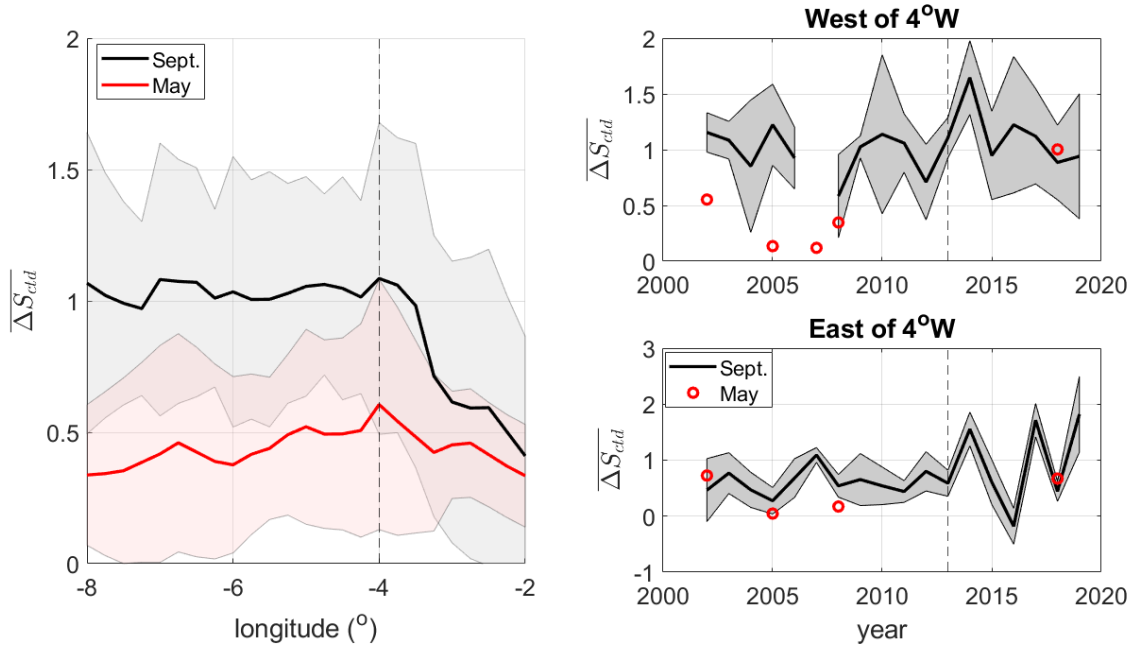 2
1.5
1
0.5
0
-8
-6
-4
-2
longitude (°)
ΔS_ctd
Sept.
May
West of 4°W
2
1.5
1
0.5
0
2000
2005
2010
2015
2020
ΔS_ctd
East of 4°W
3
2
1
0
-1
2000
2005
2010
2015
2020
ΔS_ctd
year
Sept.
May